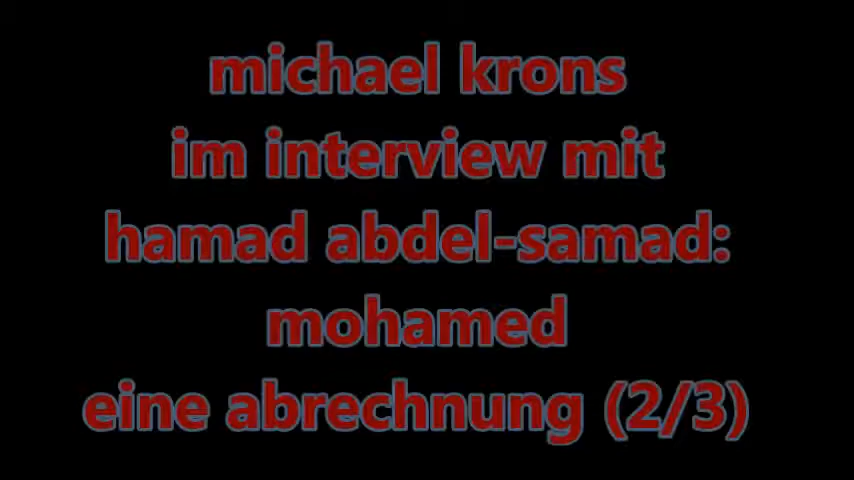 michael krons
im interview mit
hamad abdel-samad:
mohamed
eine abrechnung (2/3)